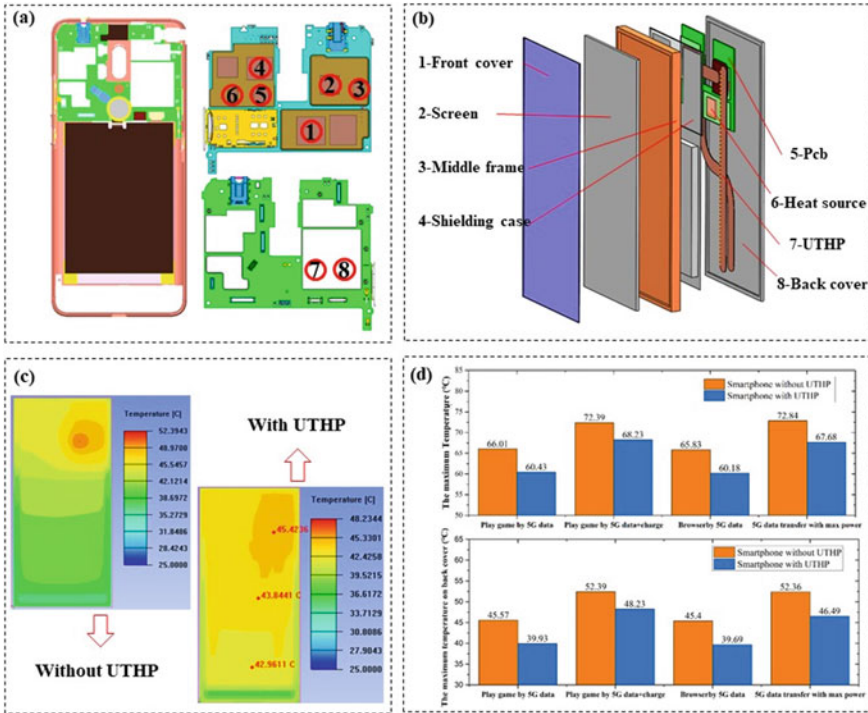 (a)
4
6
5
2
3
1
7
8
(b)
1-Front cover
2-Screen
3-Middle frame
4-Shielding case
5-Pcb
6-Heat source
7-UTHP
8-Back cover
(c)
Temperature [C]
52.3943
48.9700
45.5457
42.1214
38.6972
35.2729
31.8486
28.4243
25.0000
Without UTHP
With UTHP
Temperature [C]
48.2344
45.3301
42.4258
39.5215
36.6172
33.7129
30.8086
27.9043
25.0000
45.4236
43.8441 C
42.9611 C
(d)
The maximum Temperature (°C)
85
80
75
70
65
60
55
50
Smartphone without UTHP
Smartphone with UTHP
66.01
60.43
72.39
68.23
65.83
60.18
72.84
67.68
Play game by 5G data
Play game by 5G data+charge
Browserby 5G data
5G data transfer with max power
The maximum temperature on back cover (°C)
65
60
55
50
45
40
35
30
Smartphone without UTHP
Smartphone with UTHP
45.57
39.93
52.39
48.23
45.4
39.69
52.36
46.49
Play game by 5G data
Play game by 5G data+charge
Browserby 5G data
5G data transfer with max power